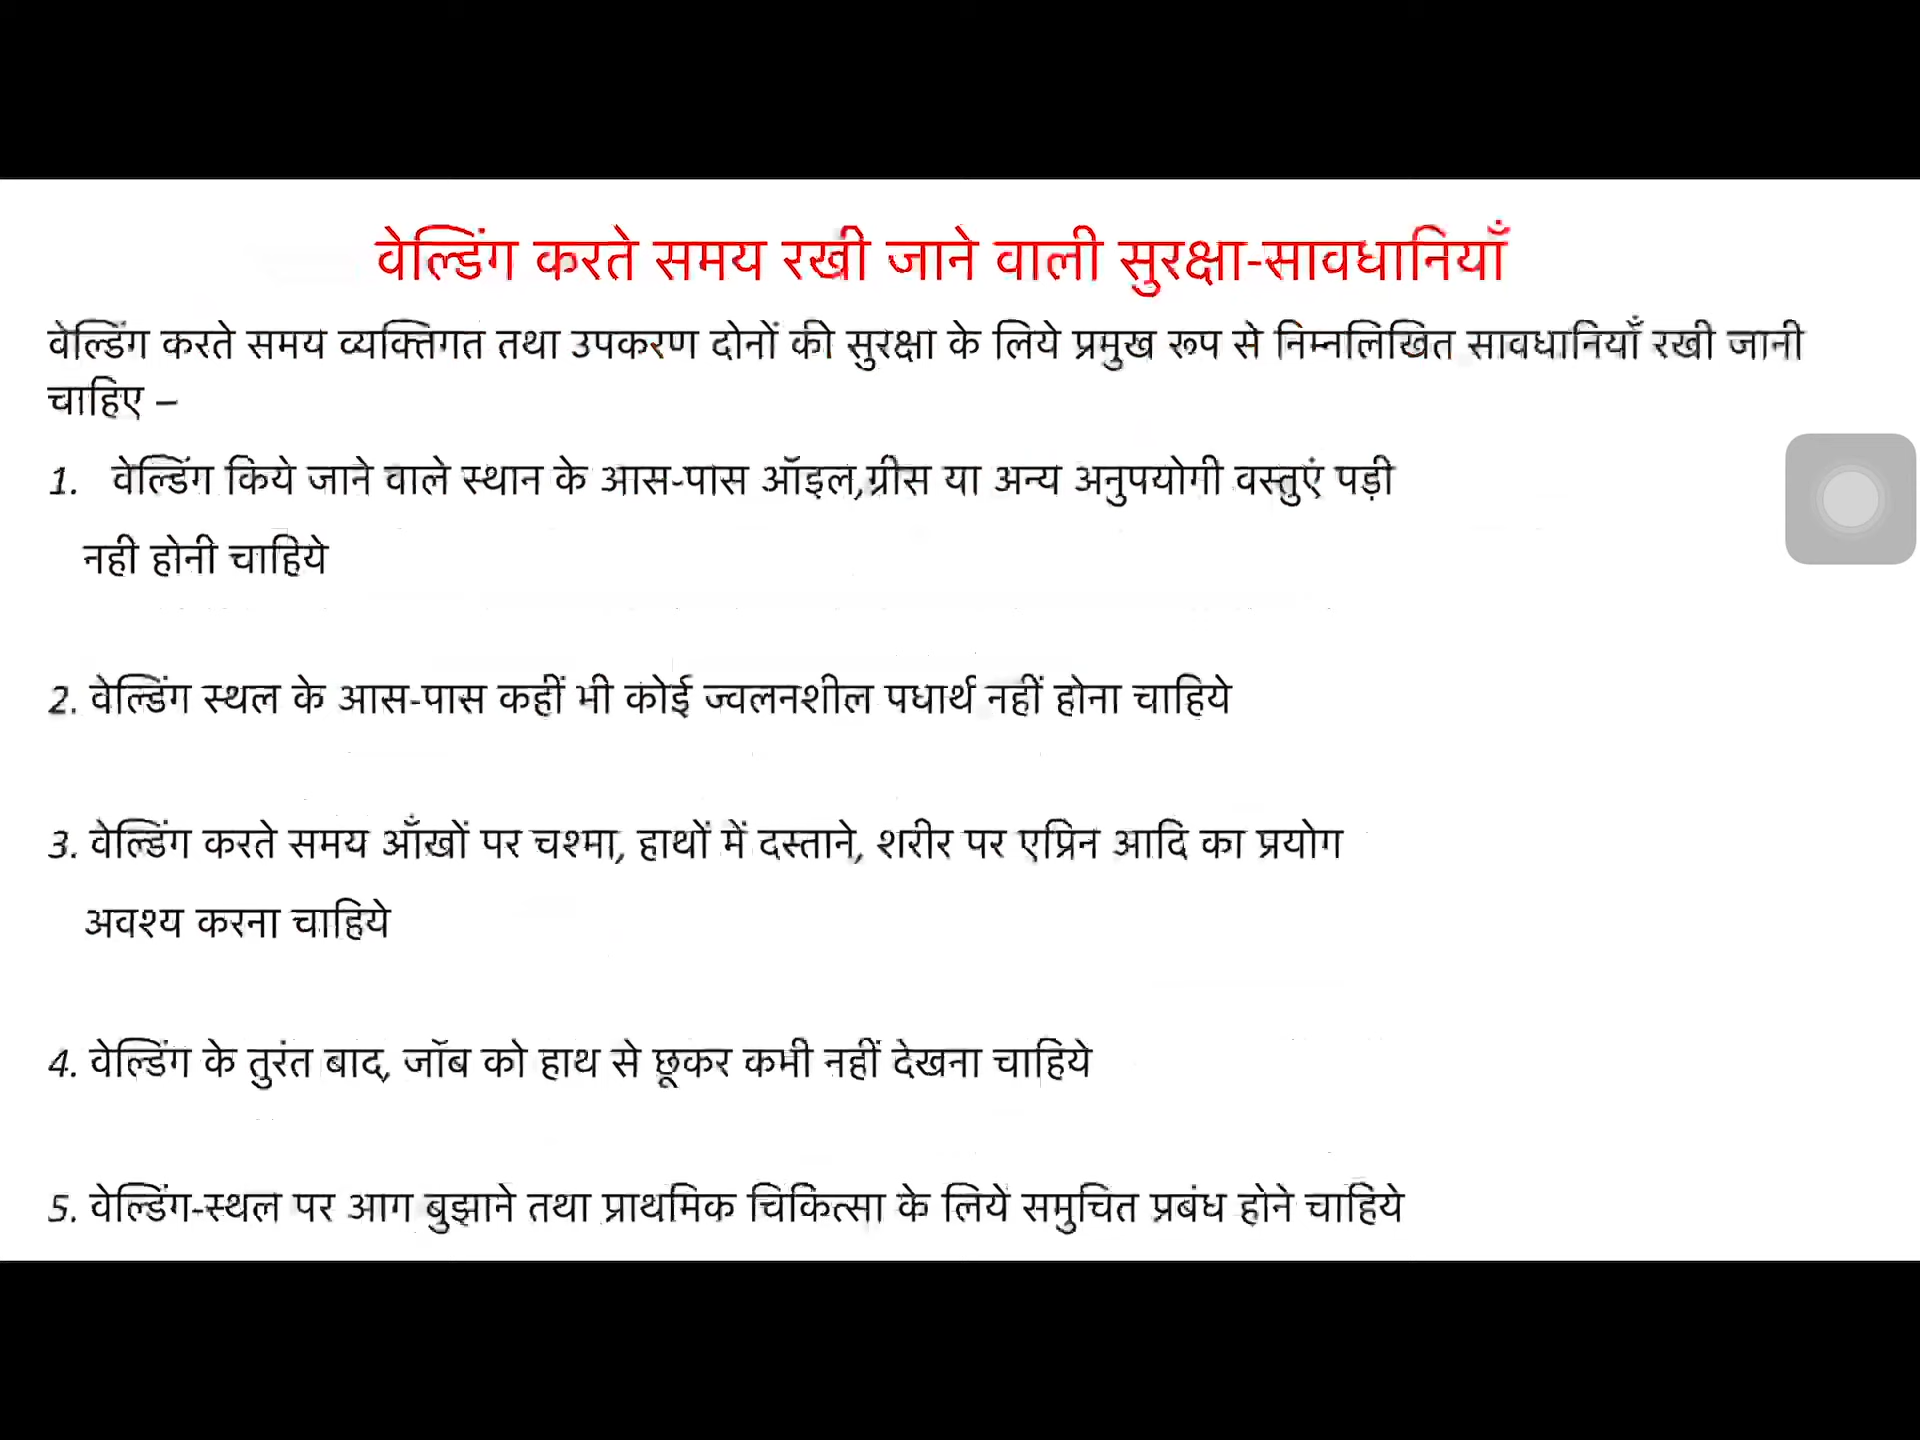 वेल्डिंग करते समय रखी जाने वाली सुरक्षा-सावधानियाँ
वेल्डिंग करते समय व्यक्तिगत तथा उपकरण दोनों की सुरक्षा के लिये प्रमुख रूप से निम्नलिखित सावधानियाँ रखी जानी
चाहिए –
1. वेल्डिंग किये जाने वाले स्थान के आस-पास ऑइल,ग्रीस या अन्य अनुपयोगी वस्तुएं पड़ी
नही होनी चाहिये
2. वेल्डिंग स्थल के आस-पास कहीं भी कोई ज्वलनशील पधार्थ नहीं होना चाहिये
3. वेल्डिंग करते समय आँखों पर चश्मा, हाथों में दस्ताने, शरीर पर एप्रिन आदि का प्रयोग
अवश्य करना चाहिये
4. वेल्डिंग के तुरंत बाद, जॉब को हाथ से छूकर कभी नहीं देखना चाहिये
5. वेल्डिंग-स्थल पर आग बुझाने तथा प्राथमिक चिकित्सा के लिये समुचित प्रबंध होने चाहिये